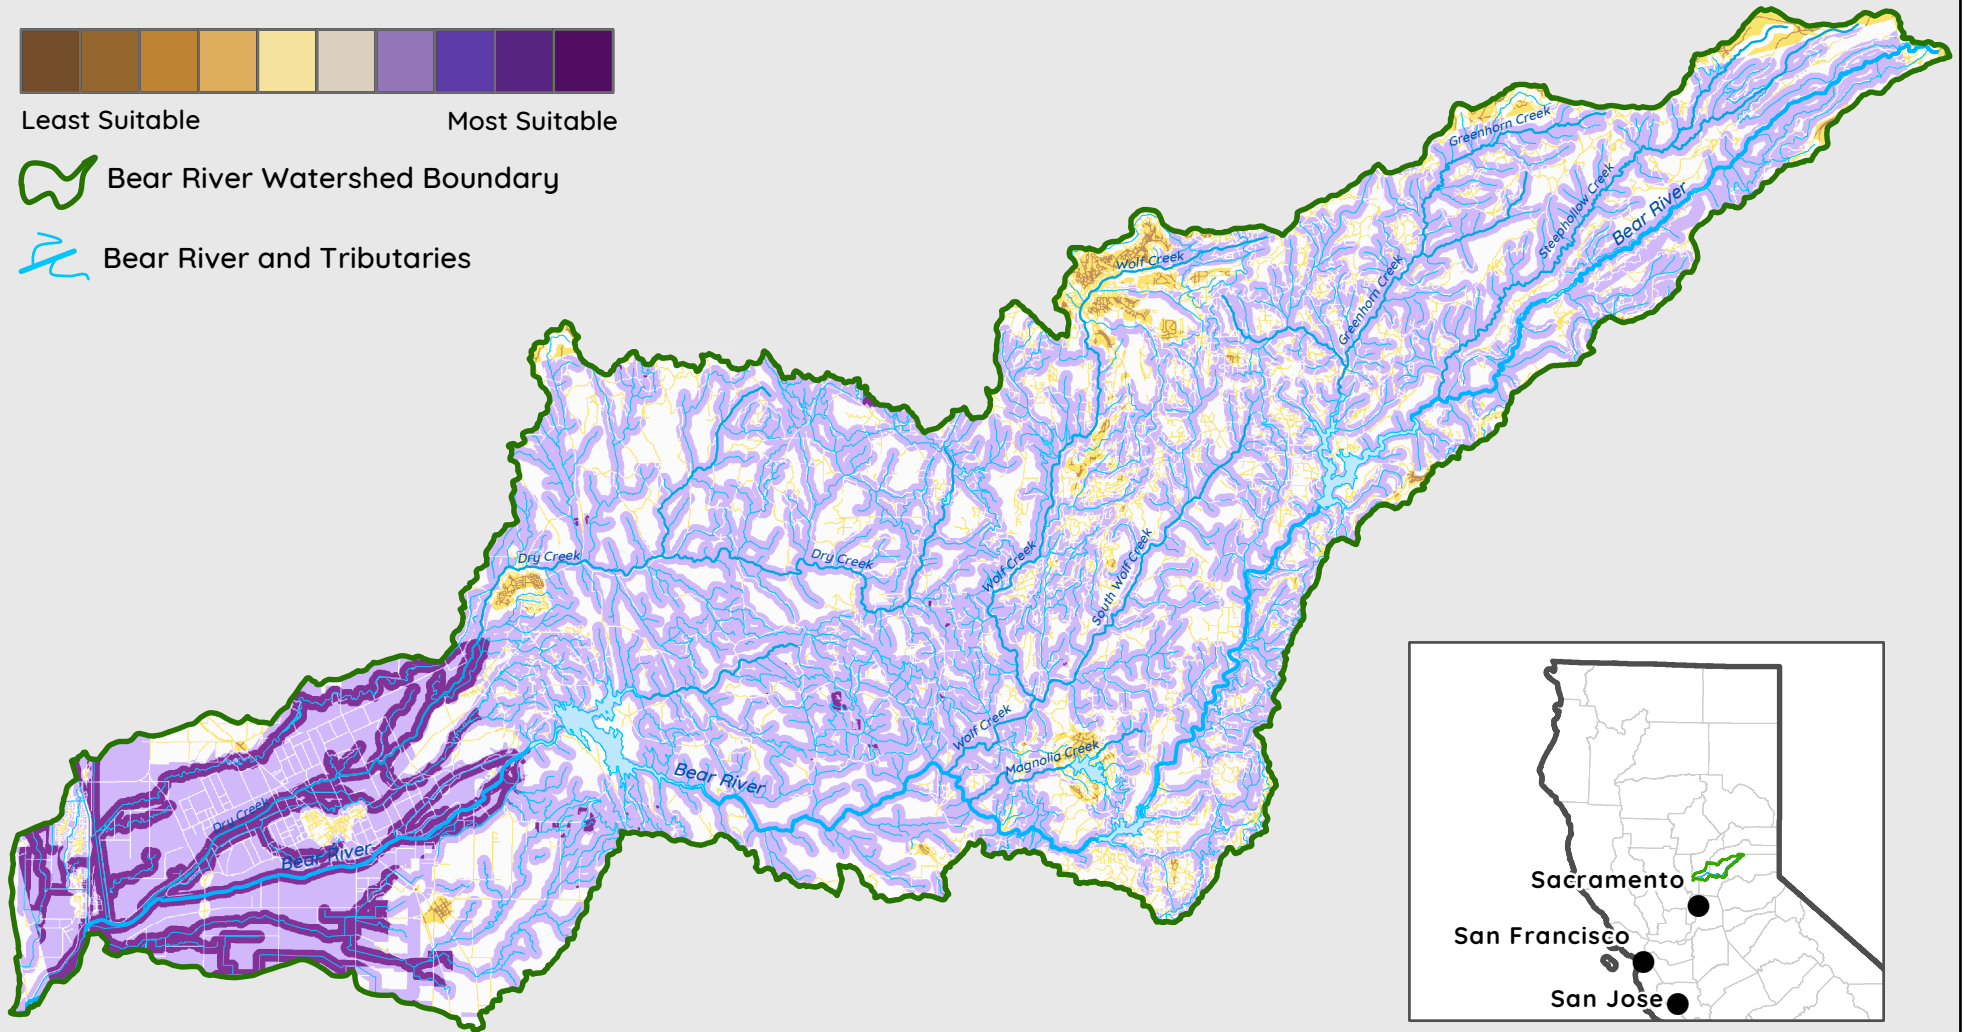 Least Suitable
Most Suitable
Bear River Watershed Boundary
Bear River and Tributaries
Greenhorn Creek
Steephollow Creek
Bear River
Wolf Creek
Greenhorn Creek
Dry Creek
Dry Creek
Wolf Creek
South Wolf Creek
Wolf Creek
Magnolia Creek
Bear River
Dry Creek
Bear River
Sacramento
San Francisco
San Jose